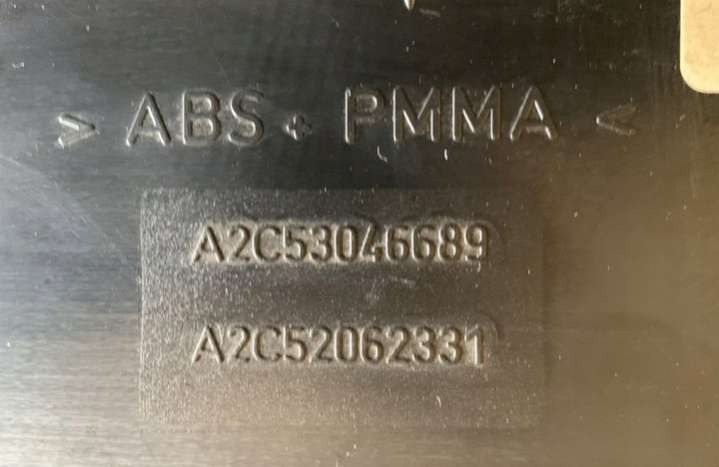 > ABS + PMMA <
A2C53046689
A2C52062331